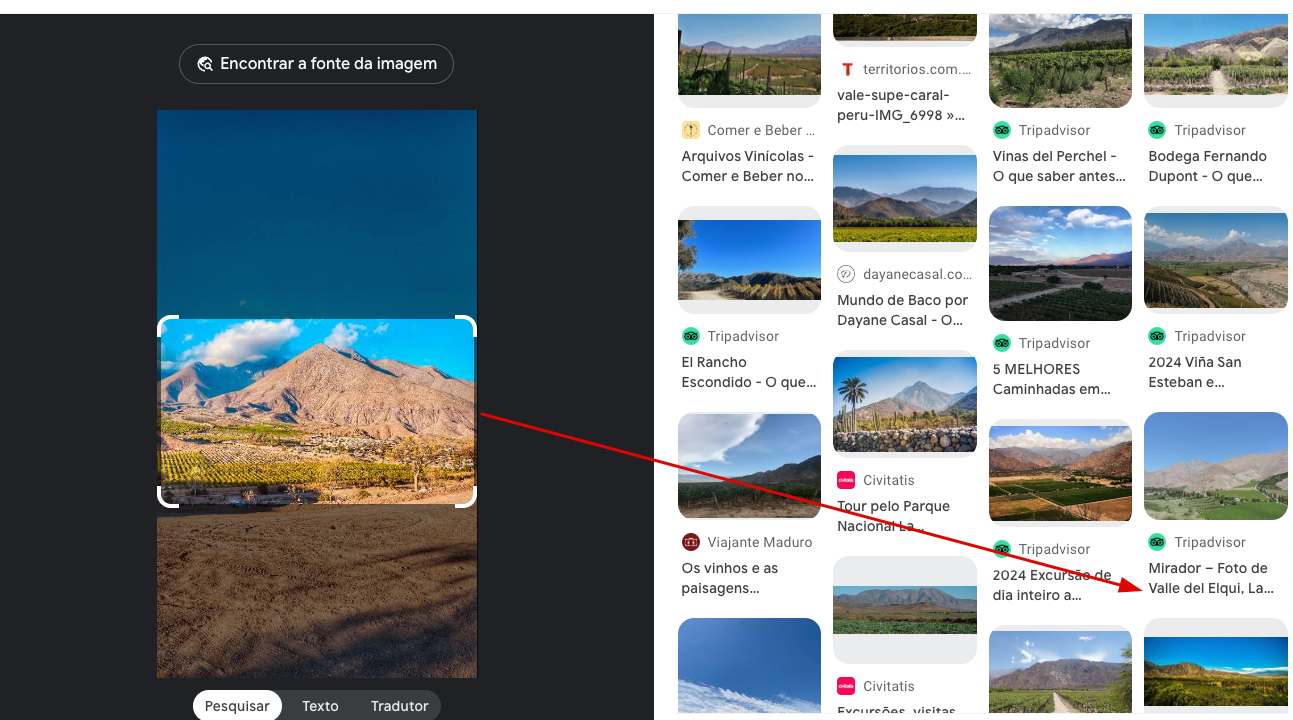 Encontrar a fonte da imagem
Pesquisar
Texto
Tradutor
Comer e Beber ...
Arquivos Vinícolas -
Comer e Beber no...
Tripadvisor
El Rancho
Escondido - O que...
Viajante Maduro
Os vinhos e as
paisagens...
T
territorios.com....
vale-supe-caral-
peru-IMG_6998 »...
dayanecasal.co...
Mundo de Baco por
Dayane Casal - O...
Civitatis
Tour pelo Parque
Nacional La...
Civitatis
Excursões, visitas
Tripadvisor
Vinas del Perchel -
O que saber antes...
Tripadvisor
5 MELHORES
Caminhadas em...
Tripadvisor
2024 Excursão de
dia inteiro a...
Tripadvisor
Bodega Fernando
Dupont - O que...
Tripadvisor
2024 Viña San
Esteban e...
Tripadvisor
Mirador – Foto de
Valle del Elqui, La...